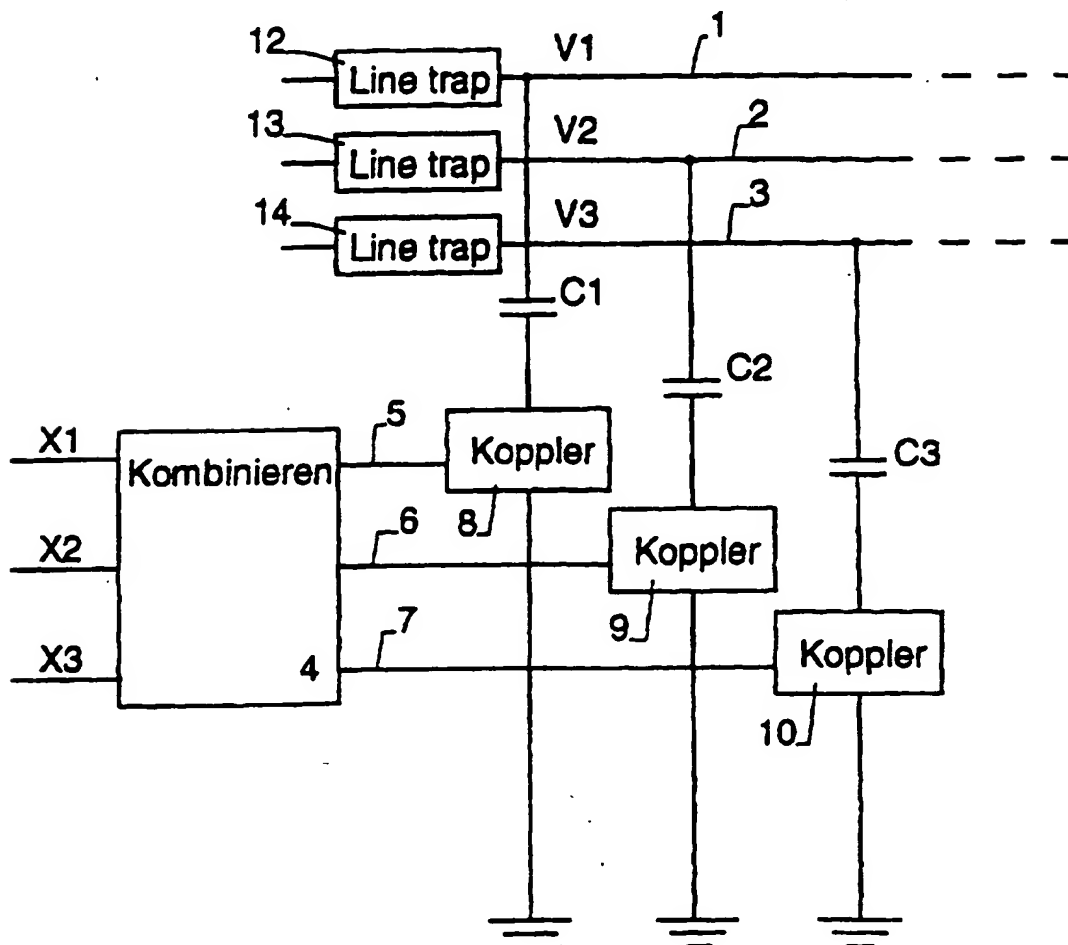 12 V1 1
Line trap
13 V2 2
Line trap
14 V3 3
Line trap
C1
C2
C3
X1 5
Kombinieren Koppler
8
X2 6
Koppler
9
X3 4 7
Koppler
10